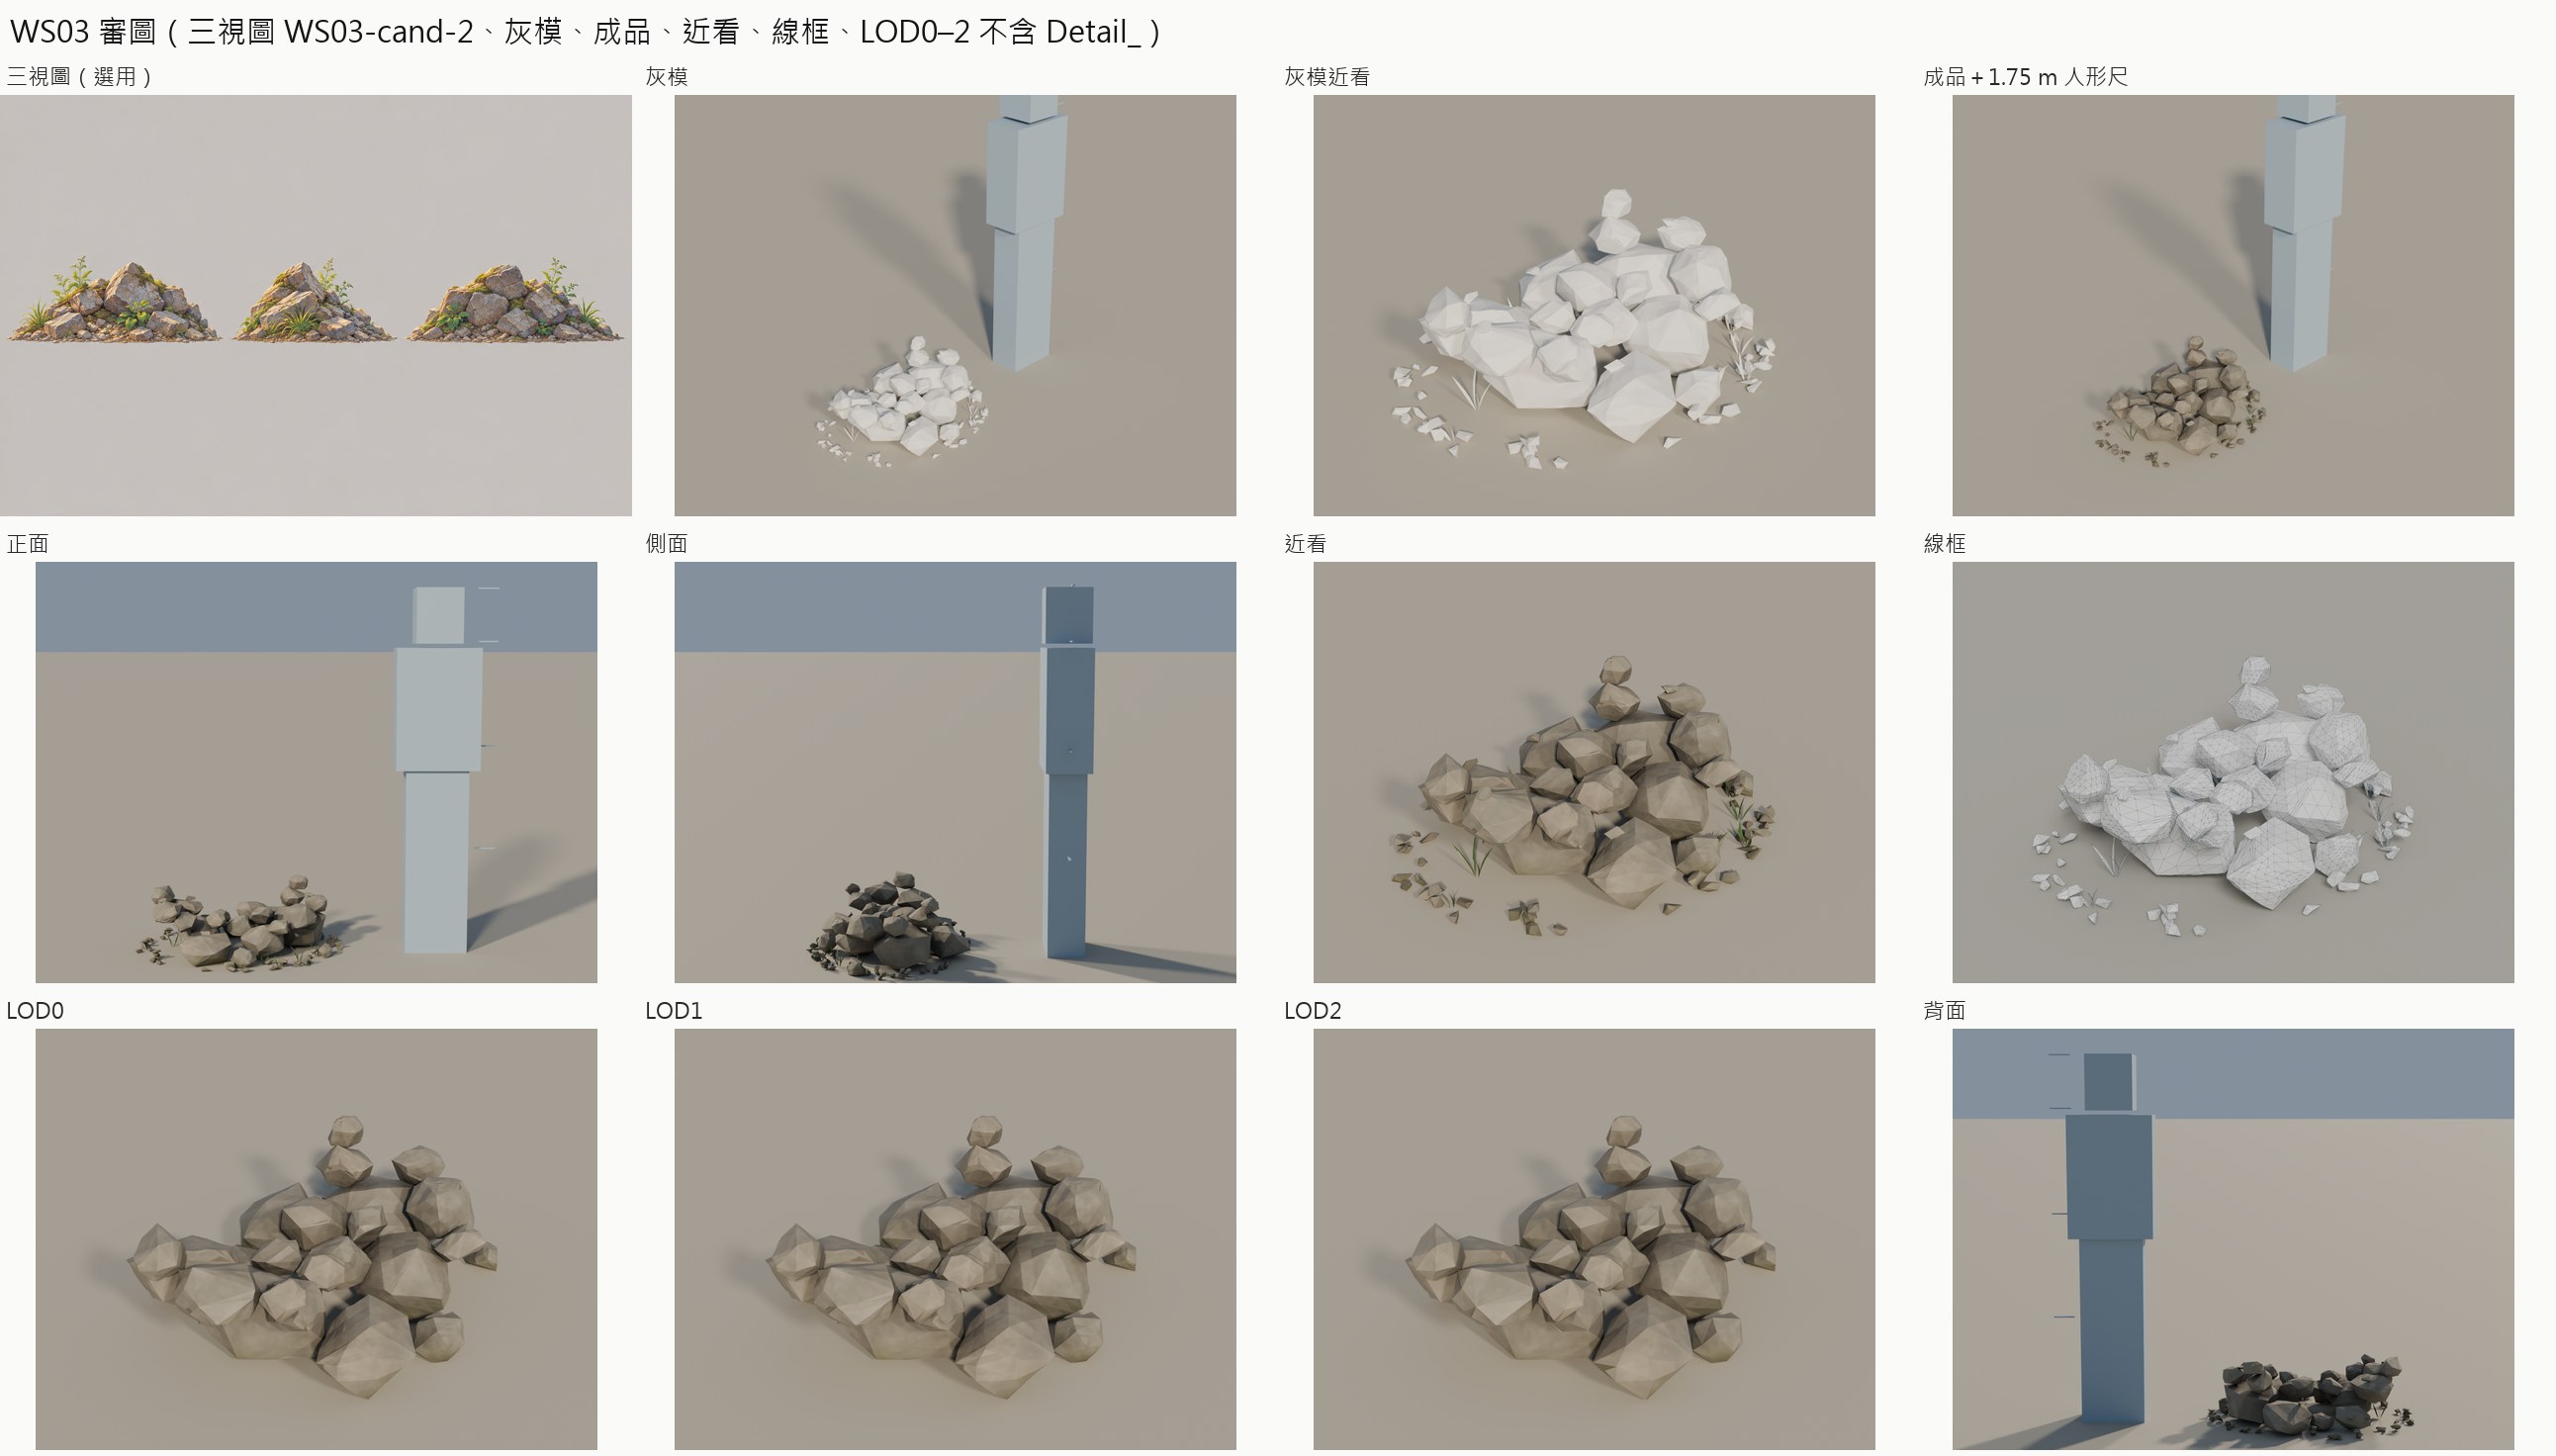 WS03 審圖（三視圖 WS03-cand-2、灰模、成品、近看、線框、LOD0–2 不含 Detail_）
三視圖（選用）
灰模
灰模近看
成品＋1.75 m 人形尺
正面
側面
近看
線框
LOD0
LOD1
LOD2
背面